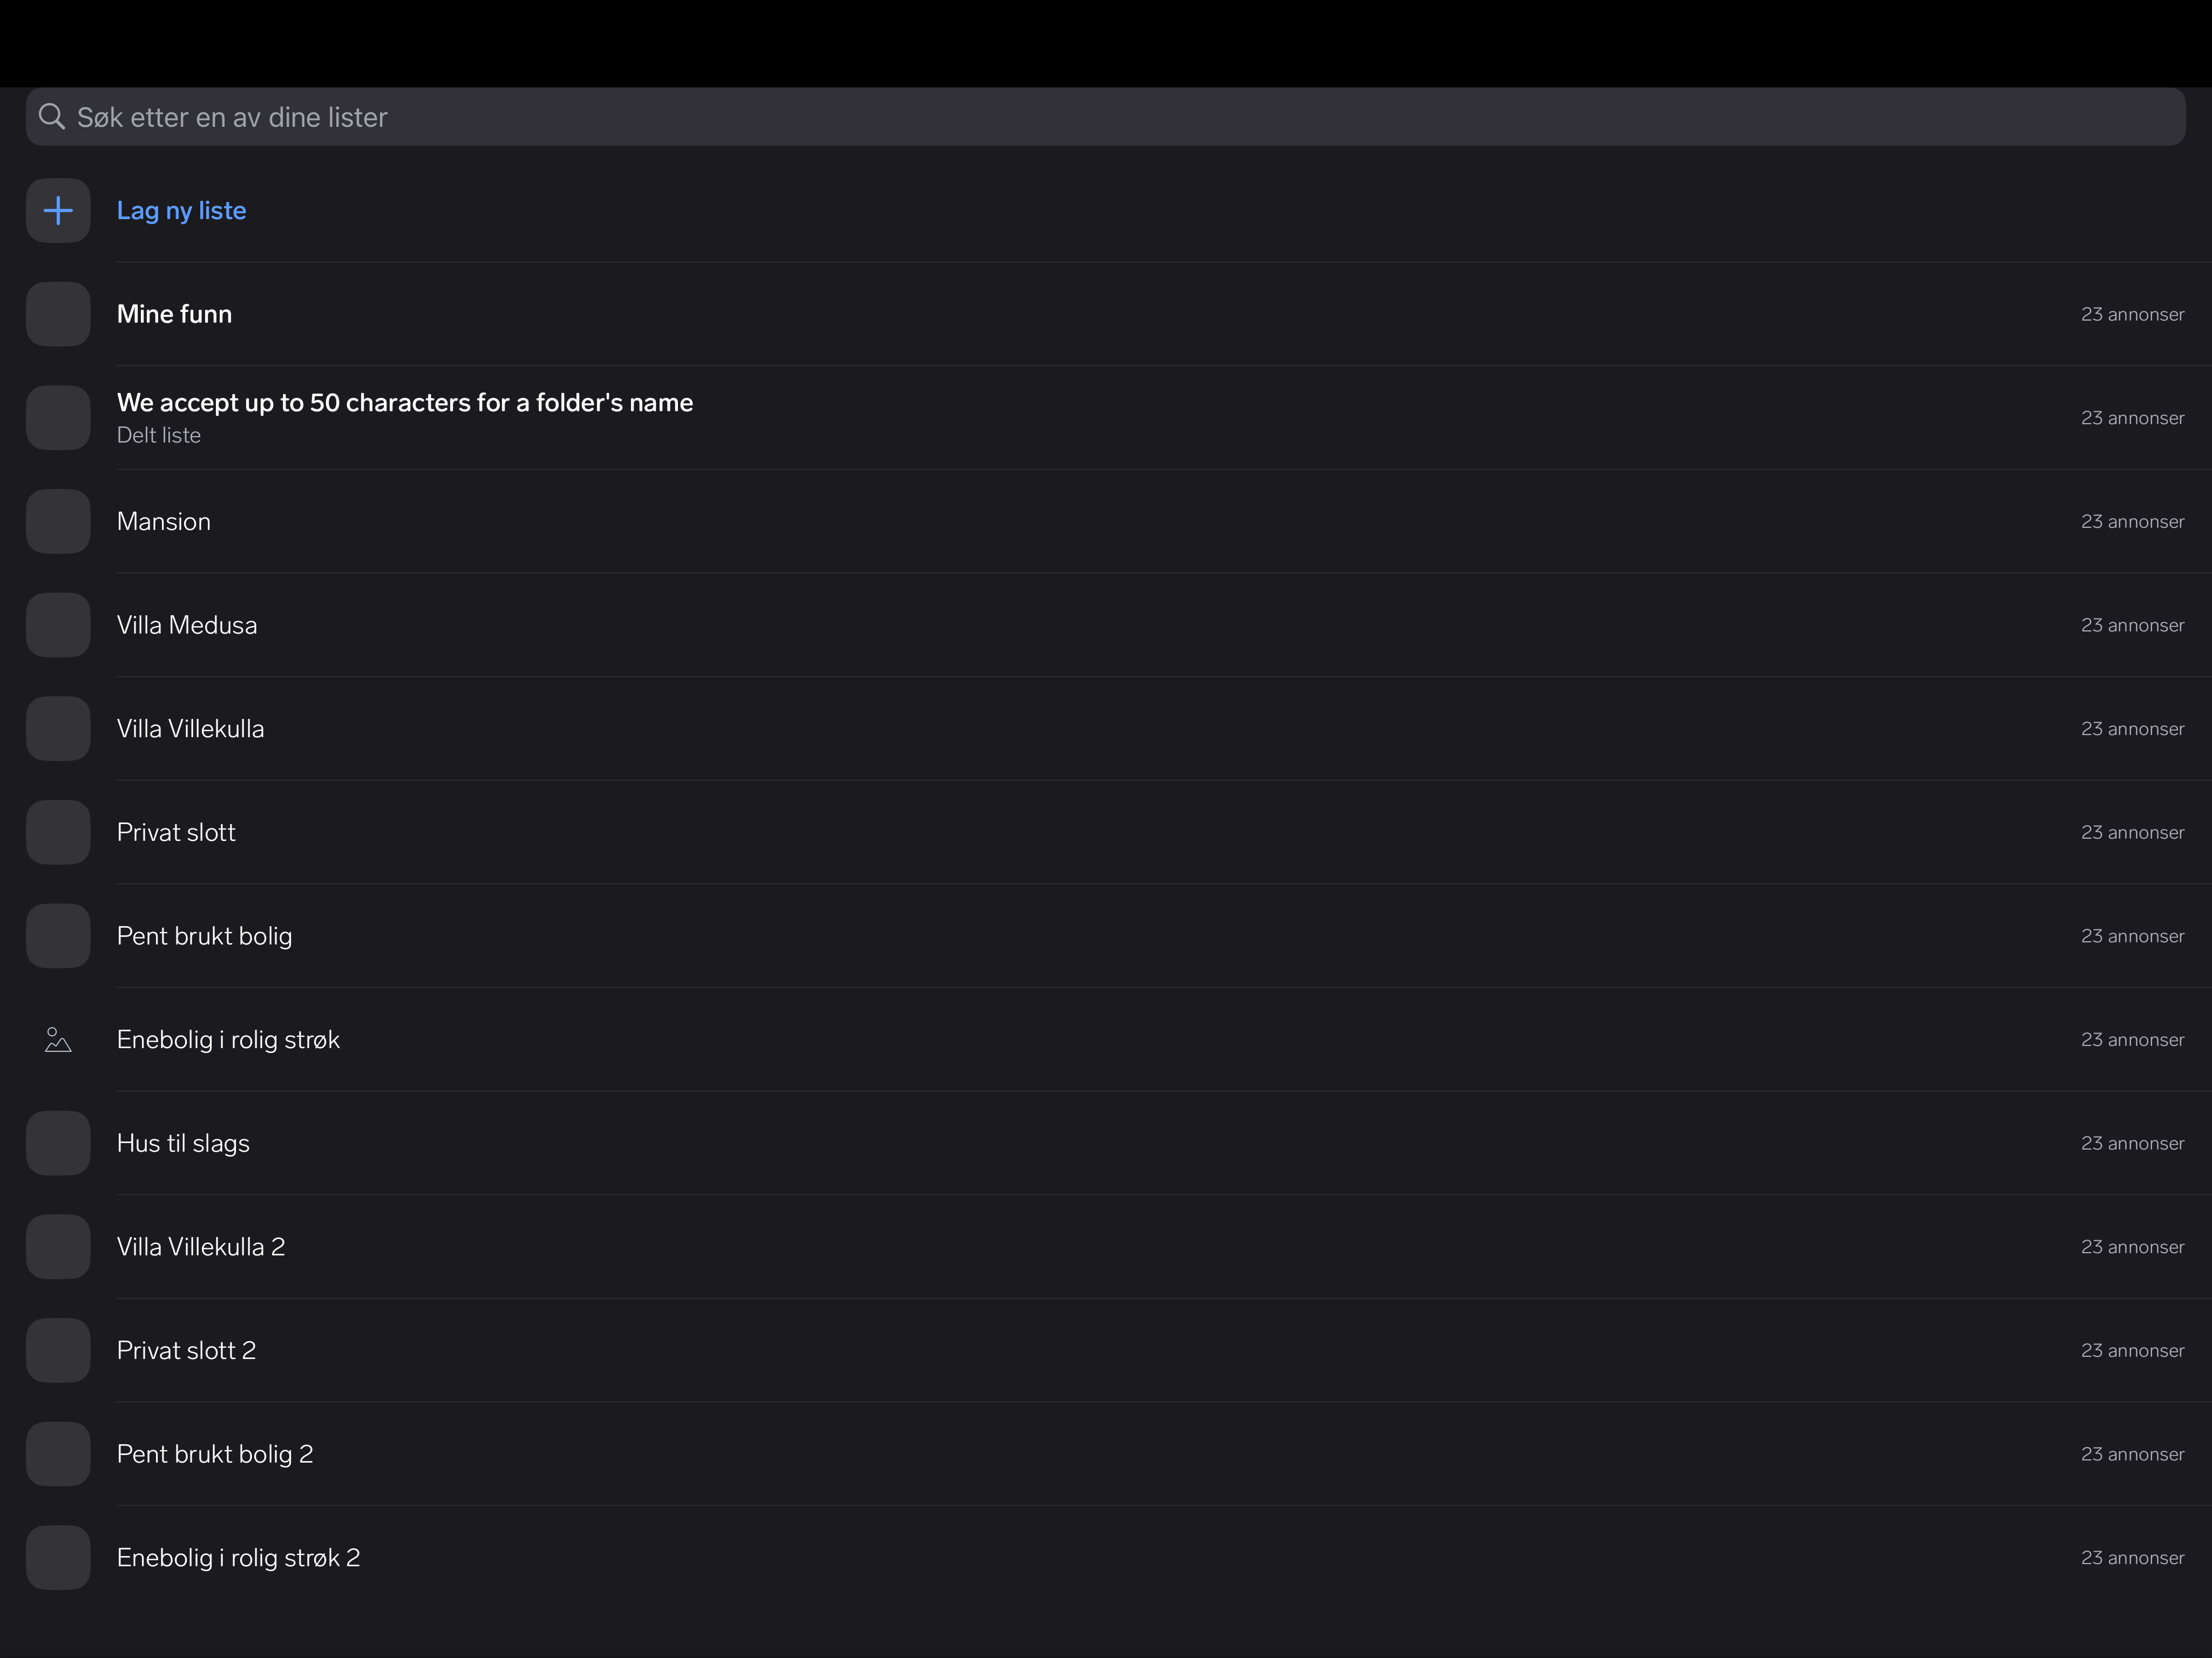 Søk etter en av dine lister
Lag ny liste
Mine funn
23 annonser
We accept up to 50 characters for a folder's name
Delt liste
23 annonser
Mansion
23 annonser
Villa Medusa
23 annonser
Villa Villekulla
23 annonser
Privat slott
23 annonser
Pent brukt bolig
23 annonser
Enebolig i rolig strøk
23 annonser
Hus til slags
23 annonser
Villa Villekulla 2
23 annonser
Privat slott 2
23 annonser
Pent brukt bolig 2
23 annonser
Enebolig i rolig strøk 2
23 annonser